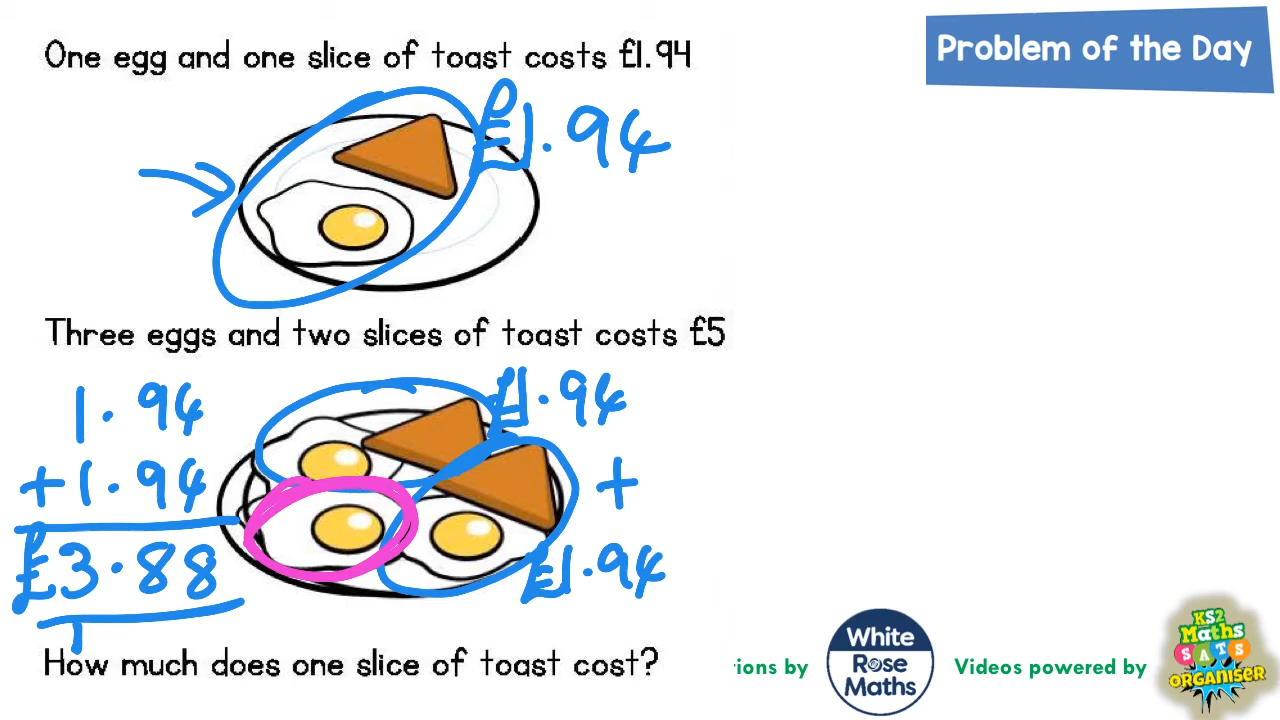 One egg and one slice of toast costs £1.94
Problem of the Day
£1.94
Three eggs and two slices of toast costs £5
1.94
£1.94
+1.94
+
£3.88
£1.94
1
How much does one slice of toast cost?
ions by
White
Rose
Maths
Videos powered by
KS2
Maths
SATS
ORGANISER